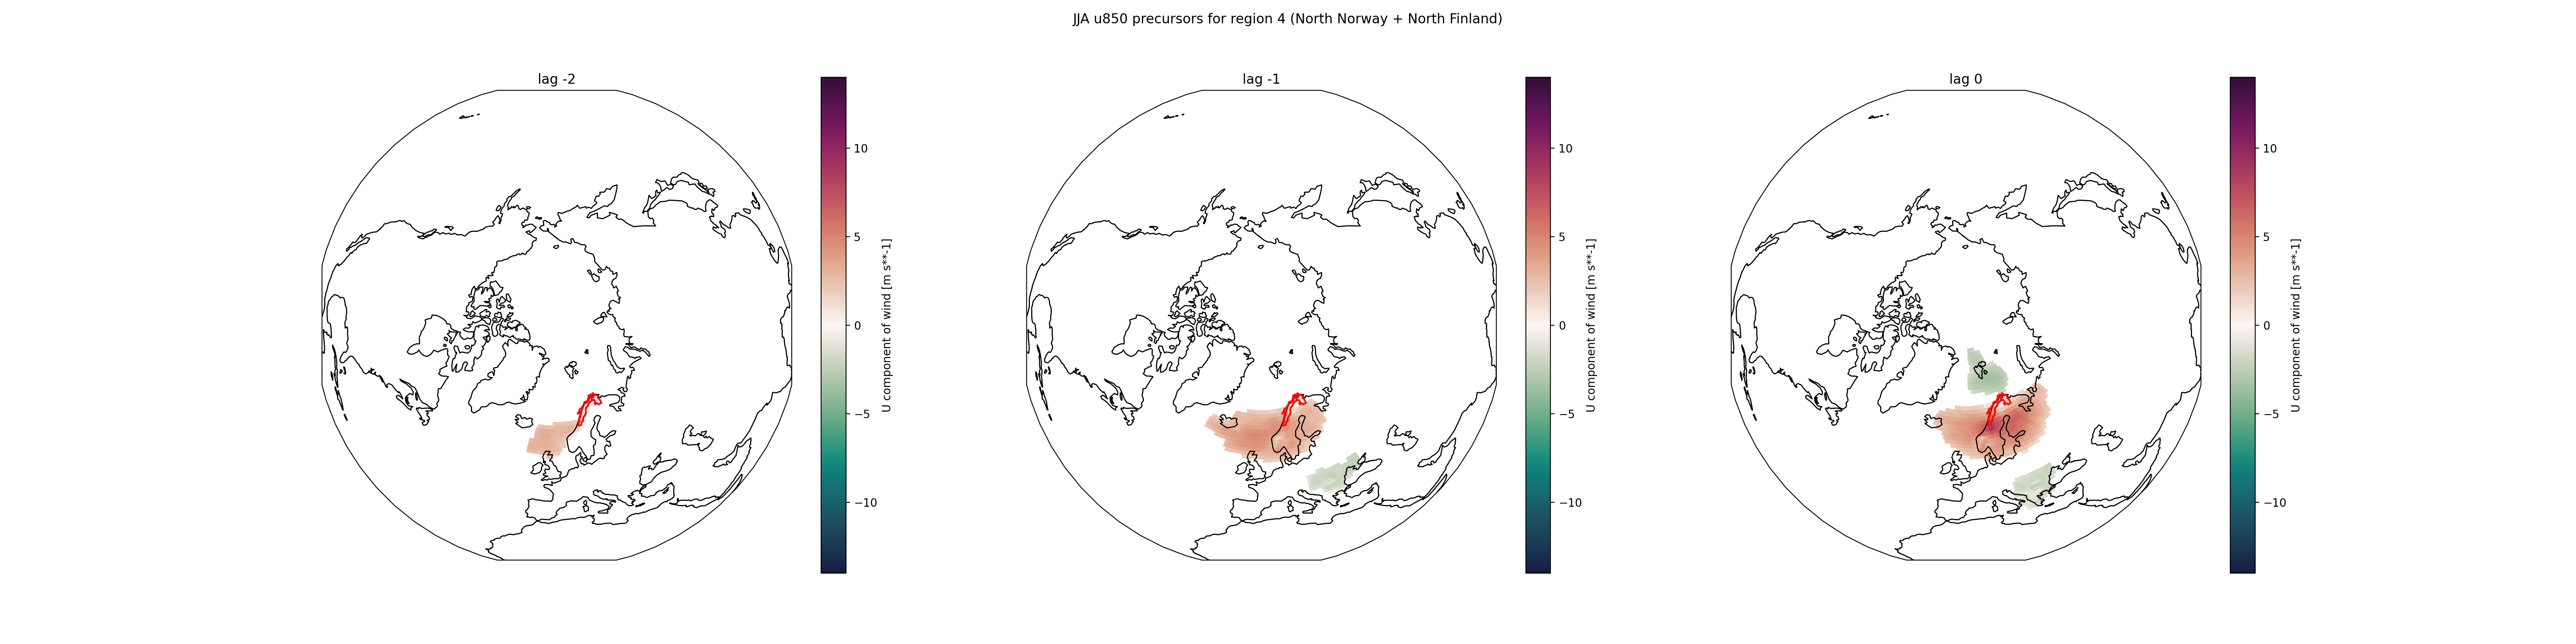 JJA u850 precursors for region 4 (North Norway + North Finland)
lag -2
10
5
0
−5
−10
U component of wind [m s**-1]
lag -1
10
5
0
−5
−10
U component of wind [m s**-1]
lag 0
10
5
0
−5
−10
U component of wind [m s**-1]